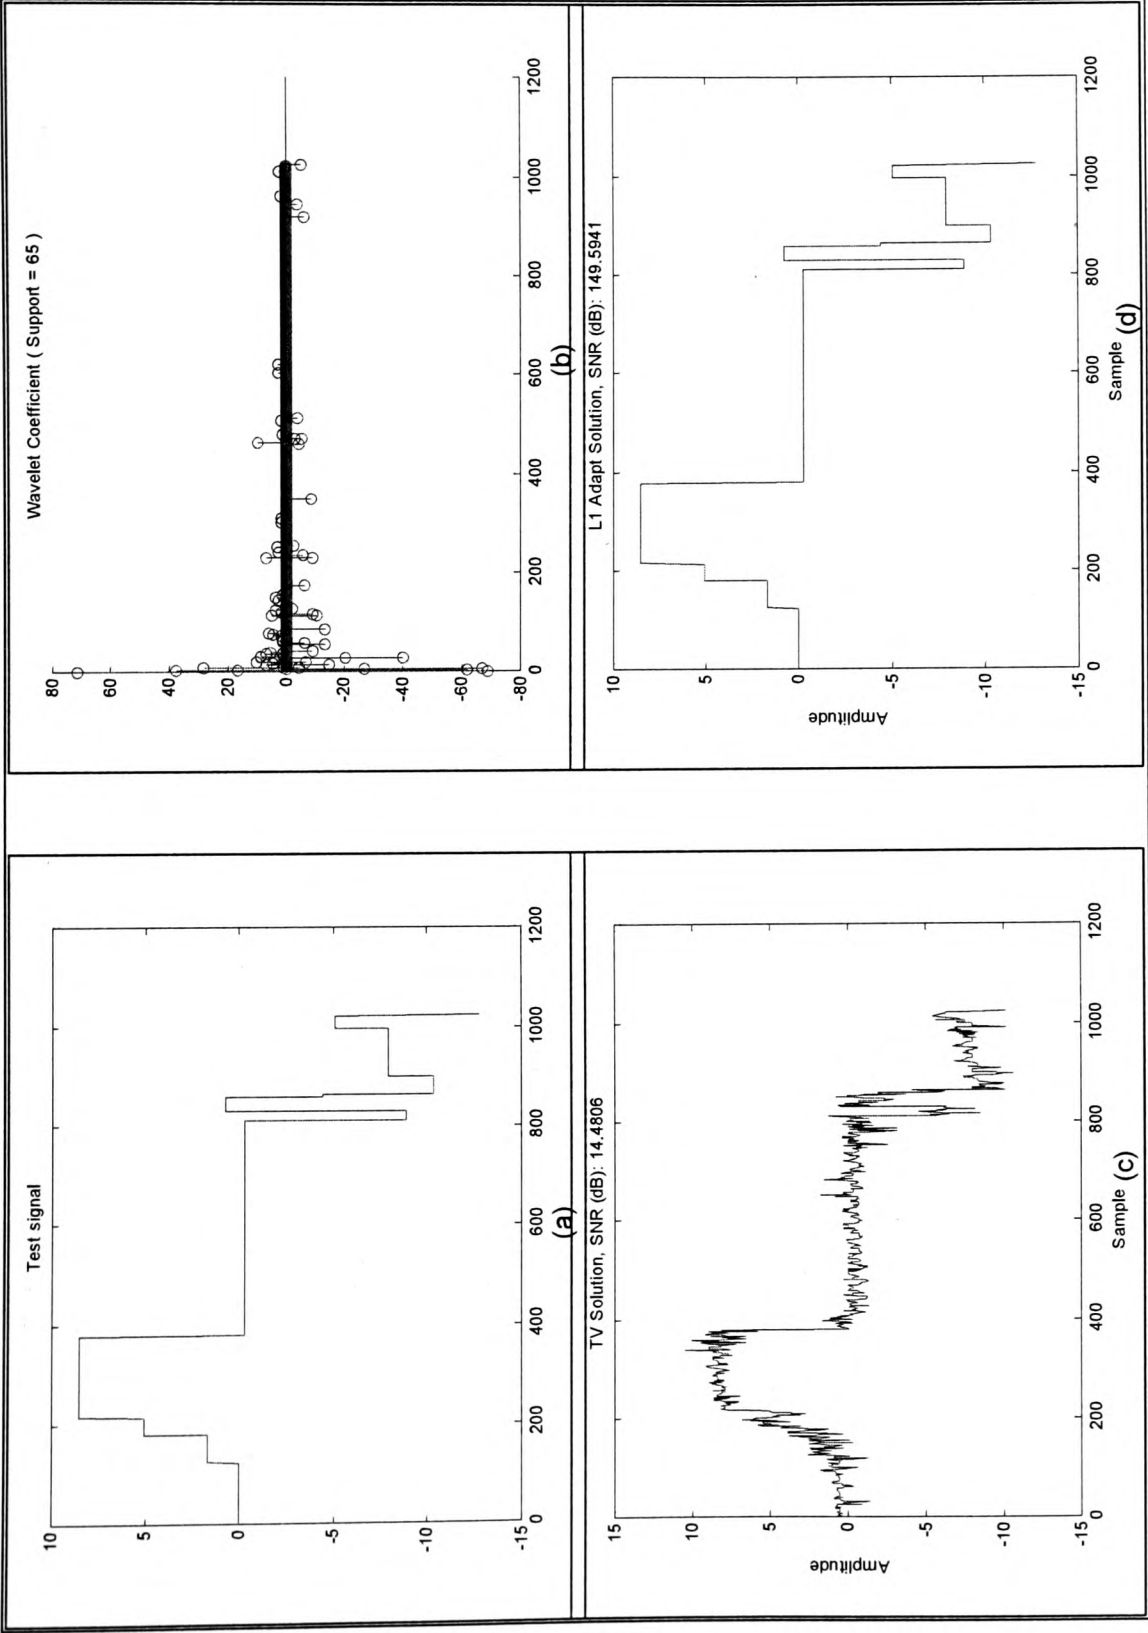 Test signal
10
5
0
-5
-10
-15
0 200 400 600 800 1000 1200
(a)
Wavelet Coefficient ( Support = 65 )
80
60
40
20
0
-20
-40
-60
-80
0 200 400 600 800 1000 1200
(b)
TV Solution, SNR (dB): 14.4806
15
10
5
0
-5
-10
-15
Amplitude
0 200 400 600 800 1000 1200
Sample
(c)
L1 Adapt Solution, SNR (dB): 149.5941
10
5
0
-5
-10
-15
Amplitude
0 200 400 600 800 1000 1200
Sample
(d)